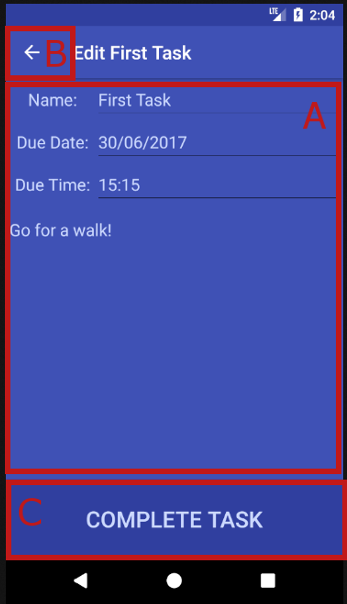 LTE 2:04
B Edit First Task
A
Name: First Task
Due Date: 30/06/2017
Due Time: 15:15
Go for a walk!
C
COMPLETE TASK